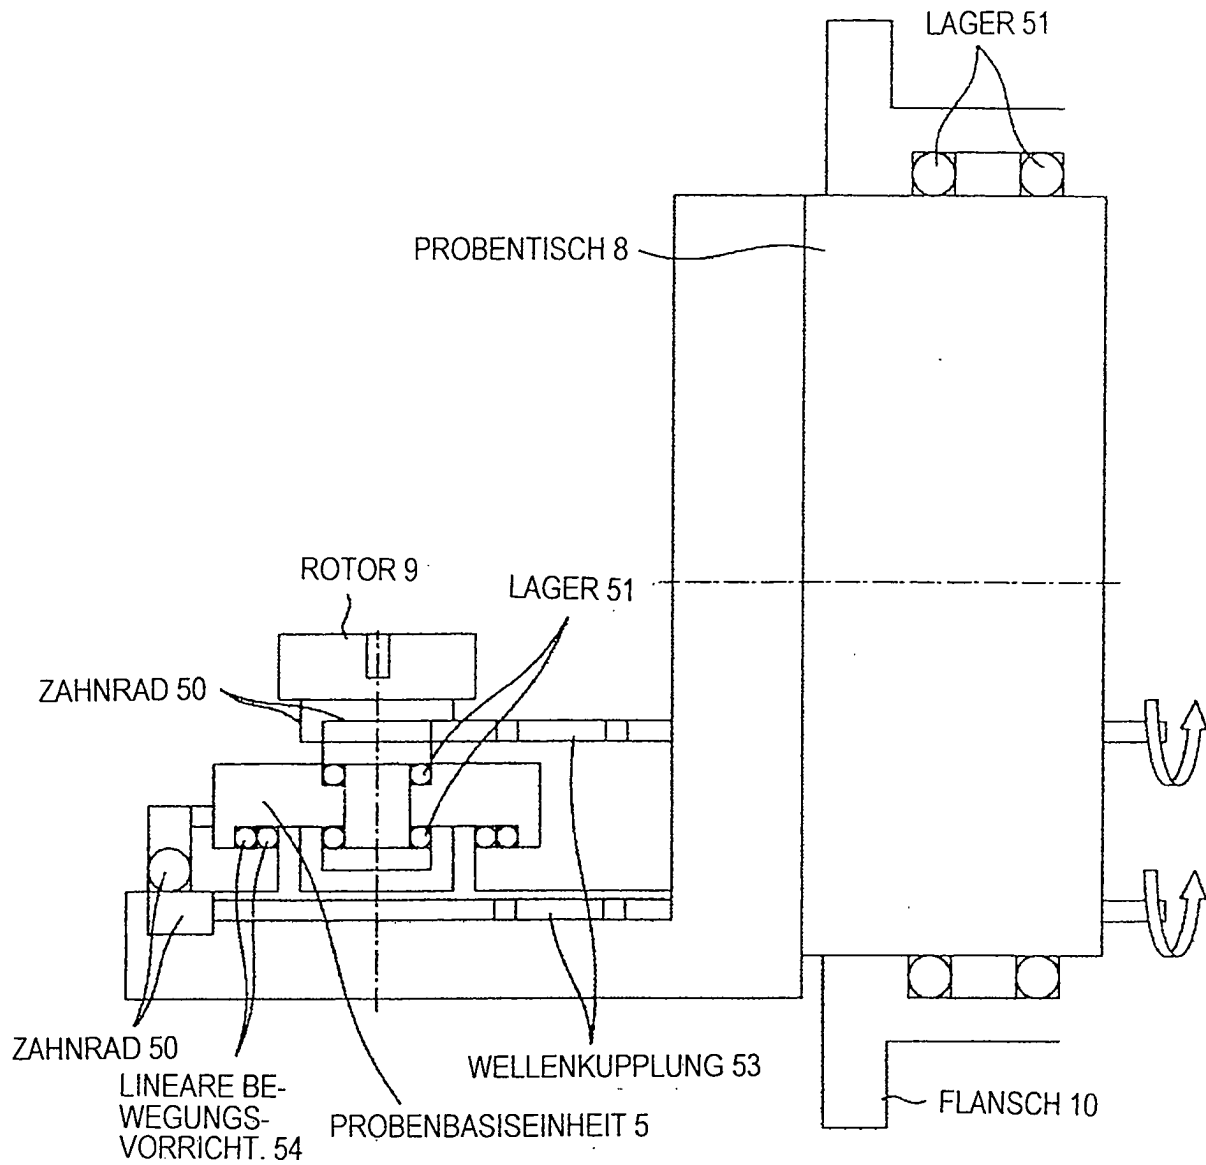 LAGER 51
PROBENTISCH 8
ROTOR 9
LAGER 51
ZAHNRAD 50
ZAHNRAD 50
LINEARE BE-
WEGUNGS-
VORRICHT. 54
PROBENBASISEINHEIT 5
WELLENKUPPLUNG 53
FLANSCH 10